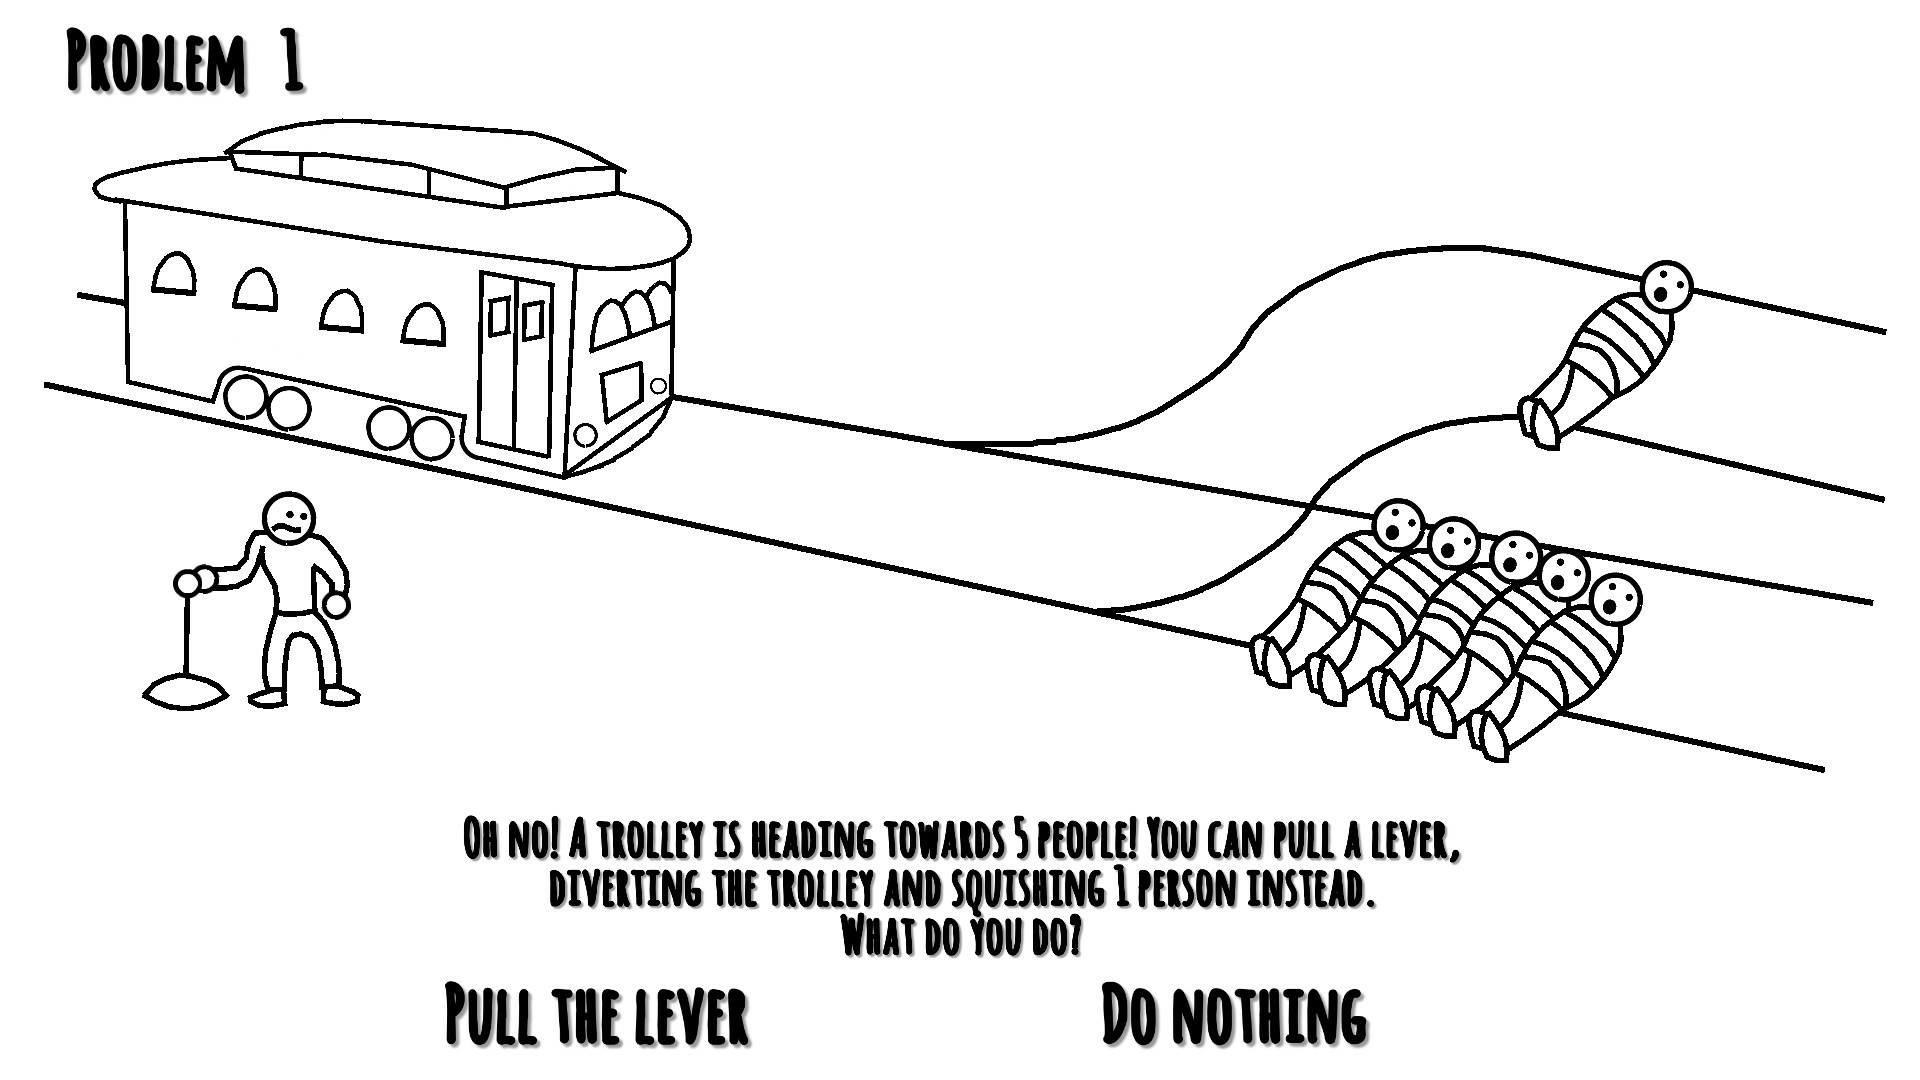 Problem 1
Oh no! A trolley is heading towards 5 people! You can pull a lever,
diverting the trolley and squishing 1 person instead.
What do you do?
Pull the lever
Do nothing